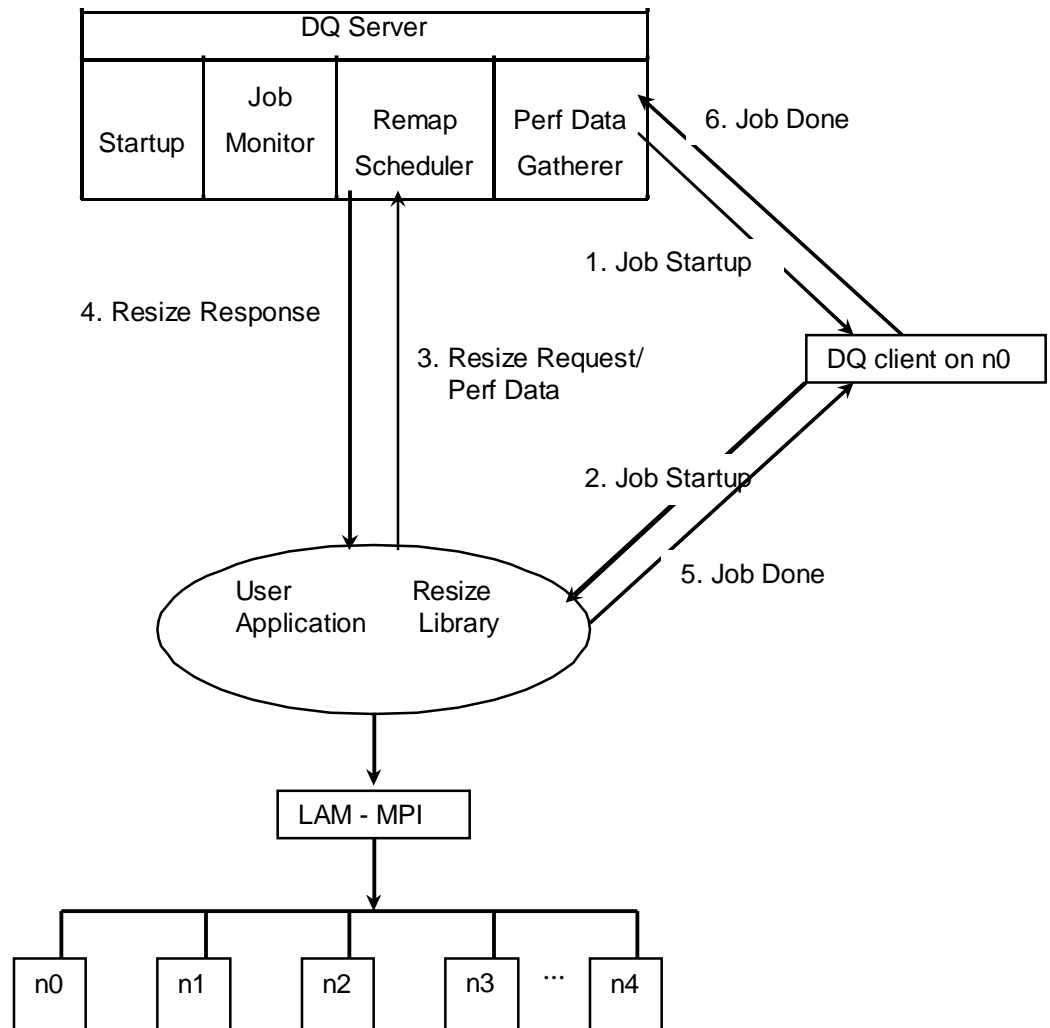 DQ Server
Startup
Job
Monitor
Remap
Scheduler
Perf Data
Gatherer
6. Job Done
1. Job Startup
4. Resize Response
3. Resize Request/
Perf Data
DQ client on n0
2. Job Startup
5. Job Done
User
Application
Resize
Library
LAM - MPI
n0
n1
n2
n3
...
n4